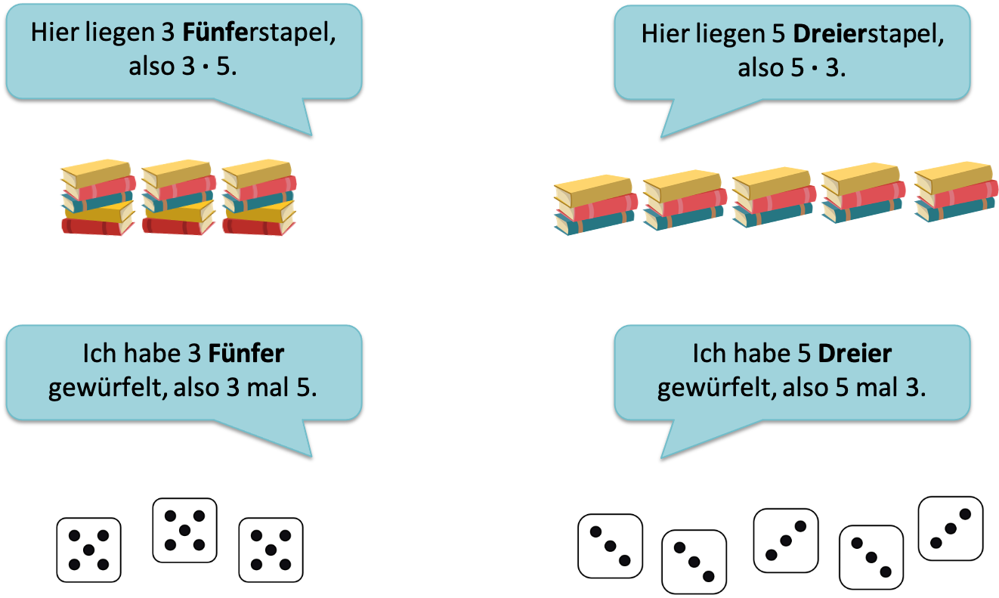 Hier liegen 3 Fünferstapel,
also 3 · 5.
Hier liegen 5 Dreierstapel,
also 5 · 3.
Ich habe 3 Fünfer
gewürfelt, also 3 mal 5.
Ich habe 5 Dreier
gewürfelt, also 5 mal 3.